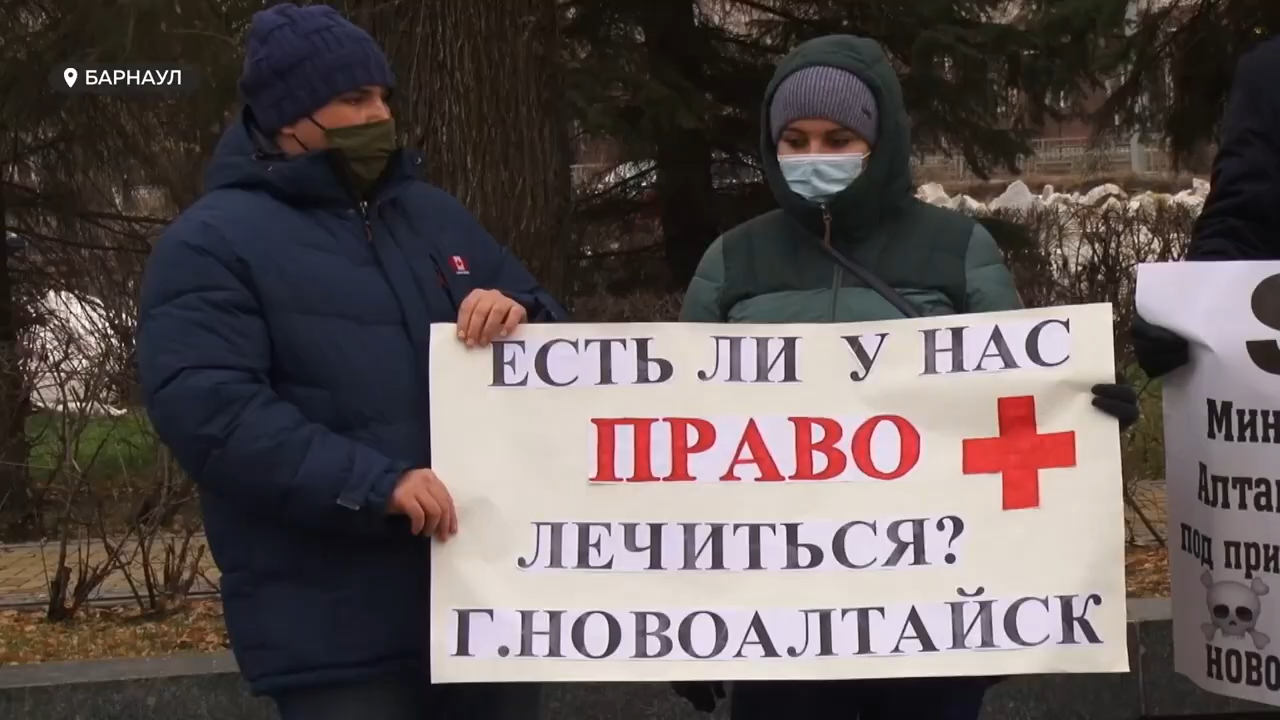 БАРНАУЛ
ЕСТЬ ЛИ У НАС
ПРАВО
ЛЕЧИТЬСЯ?
Г.НОВОАЛТАЙСК
Мин
Алта
под при
НОВО